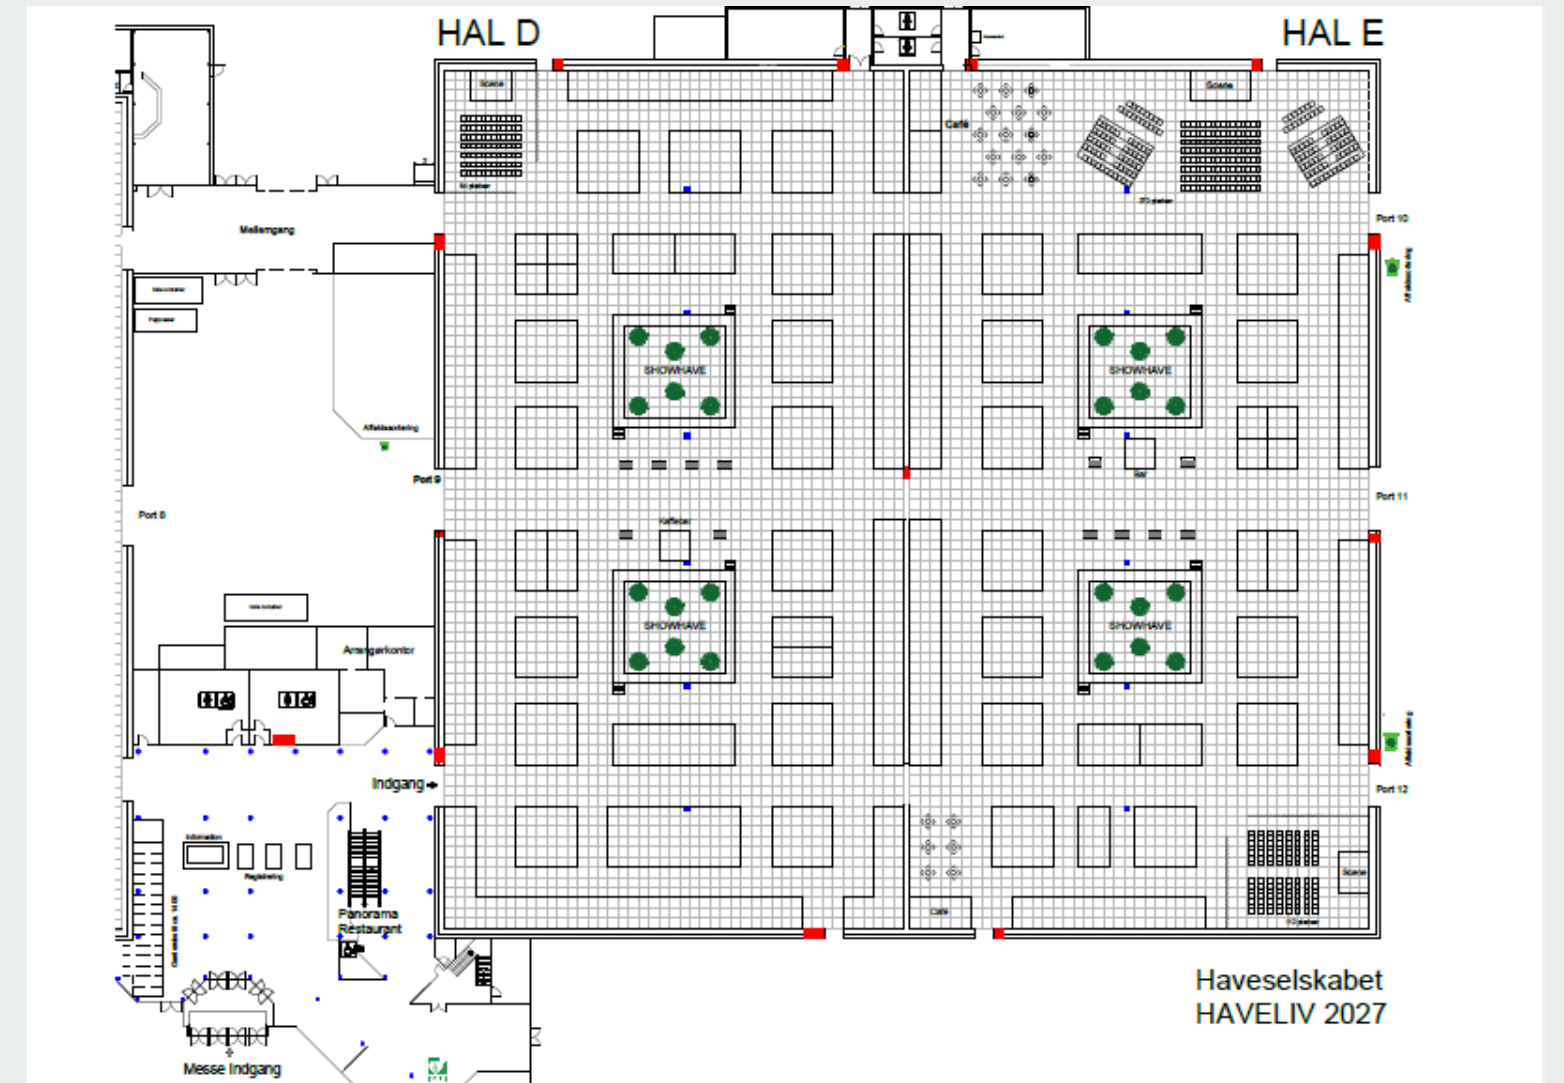 HAL D
HAL E
Scene
Scene
Café
Mellemgang
Port 10
SHOWHAVE
SHOWHAVE
Affaldssortering
Port 9
Port 11
Bar
Port 8
Kaffebar
SHOWHAVE
SHOWHAVE
Arrangørkontor
Indgang
Port 12
Information
Registrering
Scene
Panorama
Restaurant
Café
Haveselskabet
HAVELIV 2027
Messe Indgang